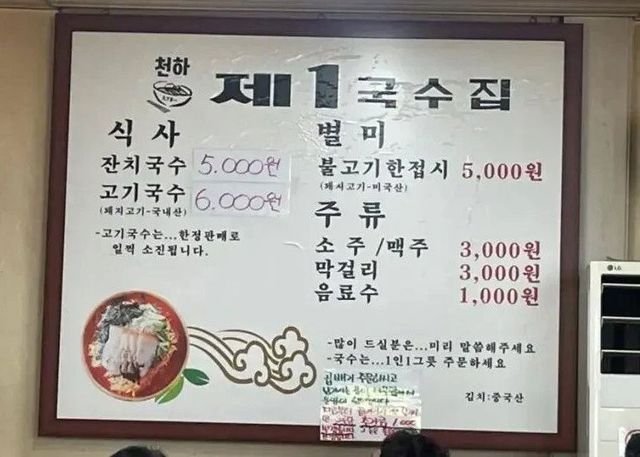 천하
제1국수집
식 사
잔치국수 5.000원
고기국수 6.000원
(돼지고기-국내산)
-고기국수는...한정판매로
일찍 소진됩니다.
별 미
불고기한접시 5,000원
(돼지고기-미국산)
주 류
소주/맥주 3,000원
막걸리 3,000원
음료수 1,000원
-많이 드실분은...미리 말씀해주세요
-국수는...1인1그릇 주문하세요
김치:중국산
LG